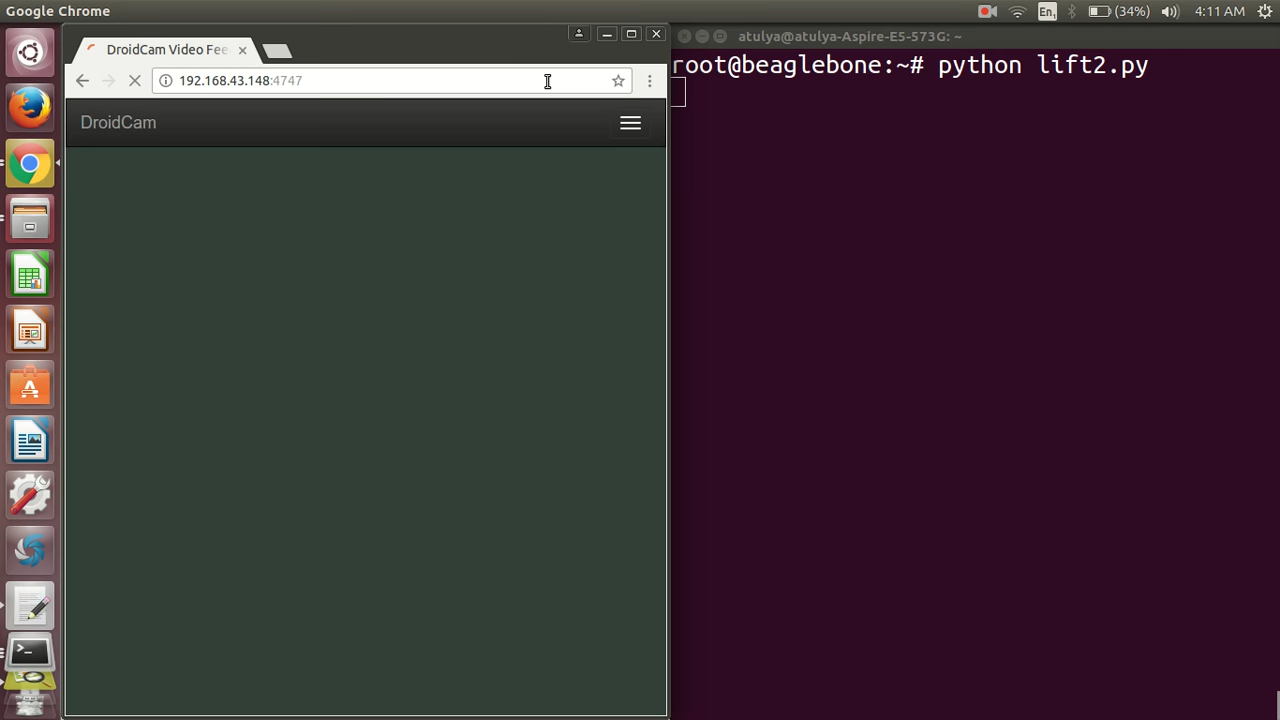 Google Chrome
En1
(34%)
4:11 AM
DroidCam Video Fee
192.168.43.148:4747
DroidCam
atulya@atulya-Aspire-E5-573G: ~
root@beaglebone:~# python lift2.py